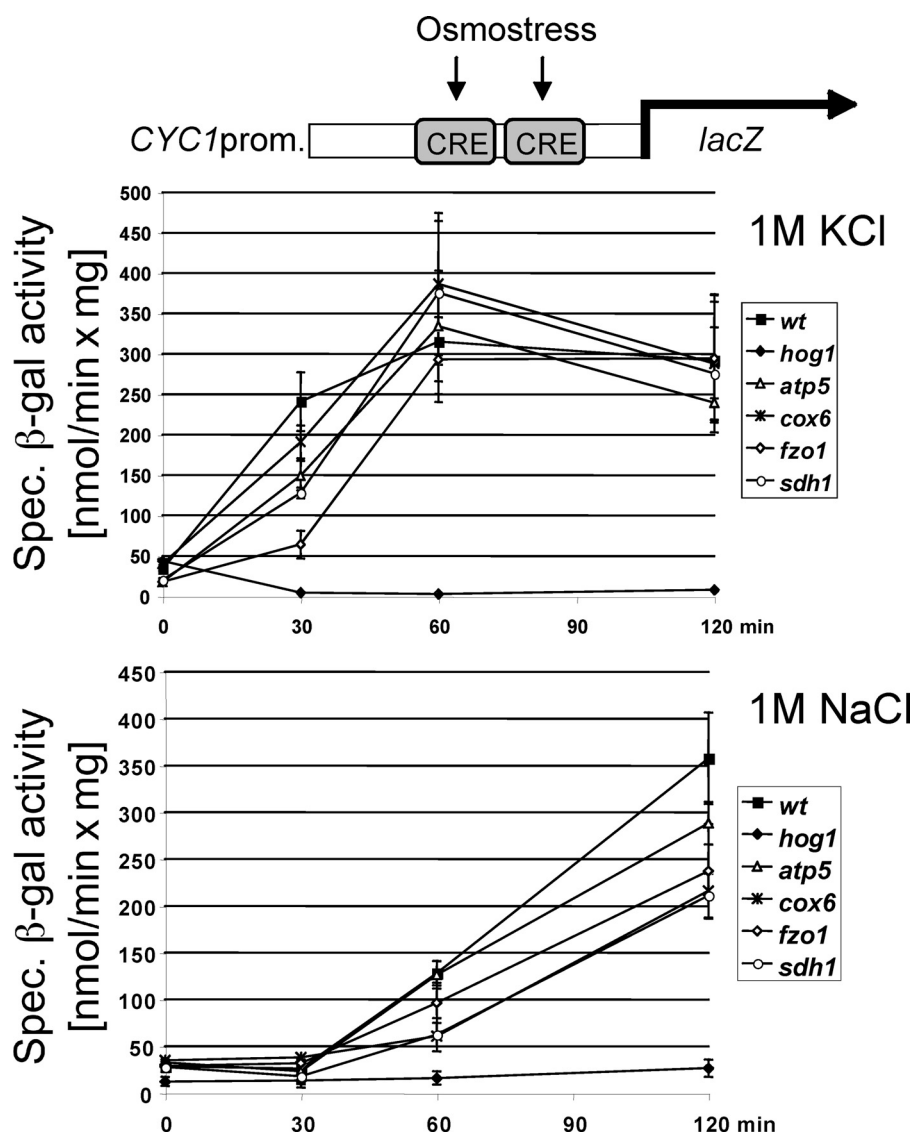 Osmostress
CYC1prom.
CRE
CRE
lacZ
Spec. β-gal activity
[nmol/min x mg]
500
450
400
350
300
250
200
150
100
50
0
0
30
60
90
120 min
1M KCl
wt
hog1
atp5
cox6
fzo1
sdh1
Spec. β-gal activity
[nmol/min x mg]
450
400
350
300
250
200
150
100
50
0
0
30
60
90
120 min
1M NaCl
wt
hog1
atp5
cox6
fzo1
sdh1